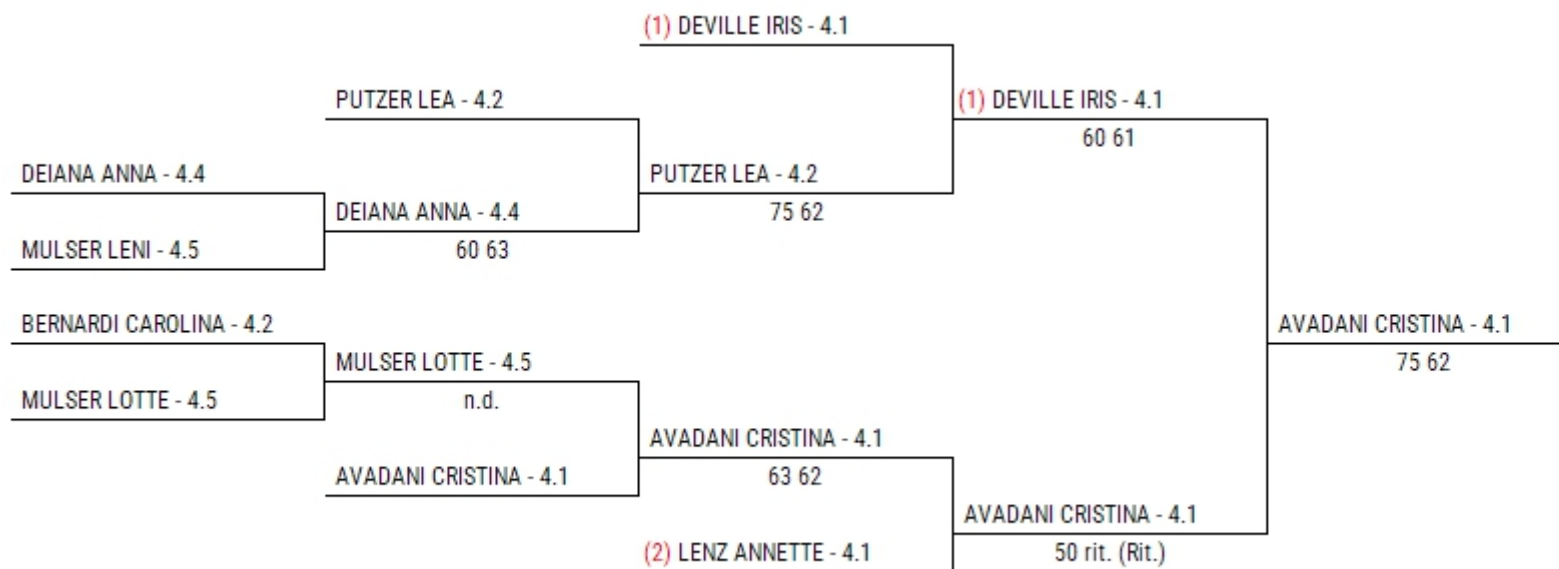 (1) DEVILLE IRIS - 4.1
PUTZER LEA - 4.2
(1) DEVILLE IRIS - 4.1
60 61
DEIANA ANNA - 4.4
PUTZER LEA - 4.2
75 62
DEIANA ANNA - 4.4
60 63
MULSER LENI - 4.5
BERNARDI CAROLINA - 4.2
AVADANI CRISTINA - 4.1
75 62
MULSER LOTTE - 4.5
n.d.
MULSER LOTTE - 4.5
AVADANI CRISTINA - 4.1
63 62
AVADANI CRISTINA - 4.1
AVADANI CRISTINA - 4.1
50 rit. (Rit.)
(2) LENZ ANNETTE - 4.1